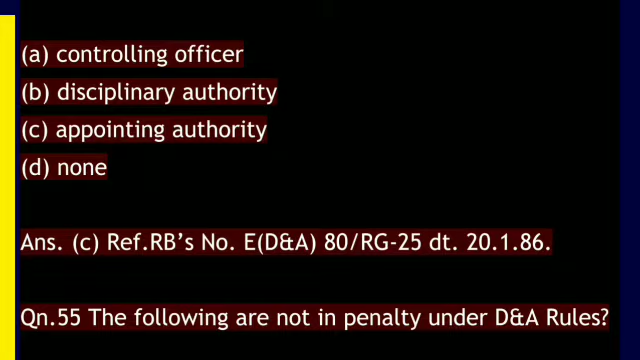 (a) controlling officer
(b) disciplinary authority
(c) appointing authority
(d) none
Ans. (c) Ref.RB’s No. E(D&A) 80/RG-25 dt. 20.1.86.
Qn.55 The following are not in penalty under D&A Rules?